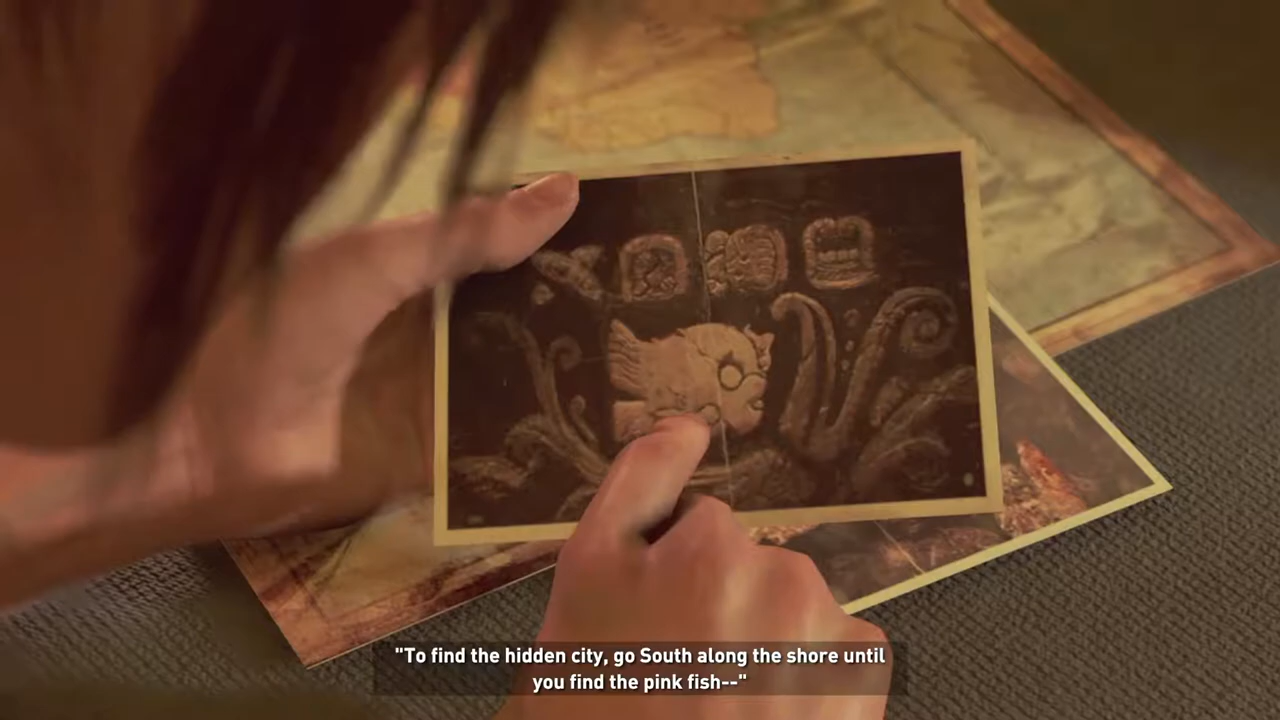 "To find the hidden city, go South along the shore until
you find the pink fish--"